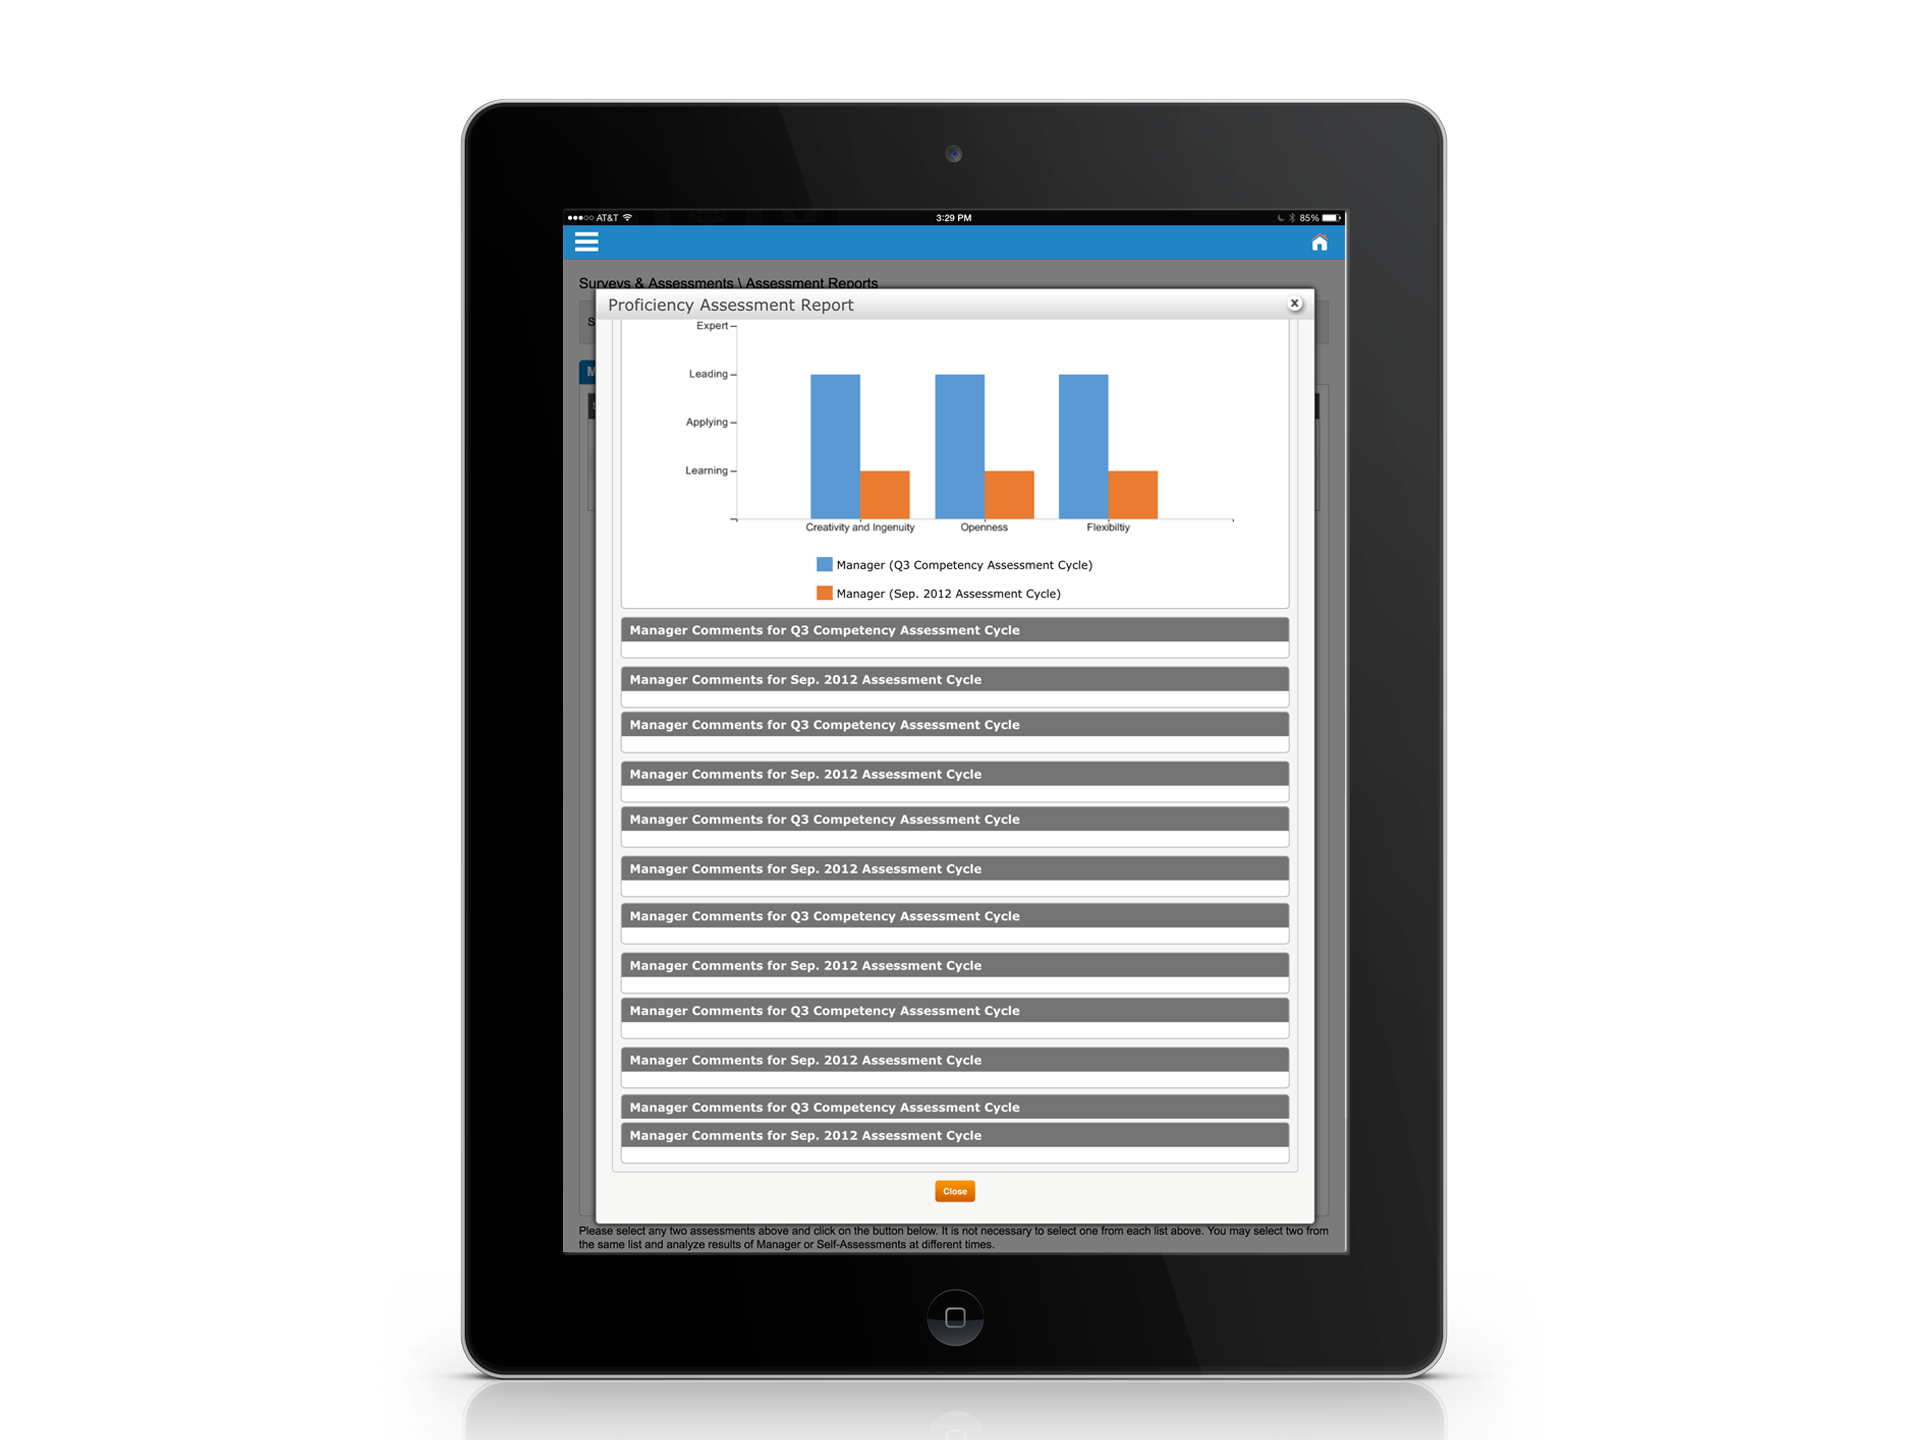 AT&T
3:29 PM
85%
Surveys & Assessments \ Assessment Reports
Proficiency Assessment Report
Expert
Leading
Applying
Learning
Creativity and Ingenuity
Openness
Flexibiltiy
Manager (Q3 Competency Assessment Cycle)
Manager (Sep. 2012 Assessment Cycle)
Manager Comments for Q3 Competency Assessment Cycle
Manager Comments for Sep. 2012 Assessment Cycle
Manager Comments for Q3 Competency Assessment Cycle
Manager Comments for Sep. 2012 Assessment Cycle
Manager Comments for Q3 Competency Assessment Cycle
Manager Comments for Sep. 2012 Assessment Cycle
Manager Comments for Q3 Competency Assessment Cycle
Manager Comments for Sep. 2012 Assessment Cycle
Manager Comments for Q3 Competency Assessment Cycle
Manager Comments for Sep. 2012 Assessment Cycle
Manager Comments for Q3 Competency Assessment Cycle
Manager Comments for Sep. 2012 Assessment Cycle
Close
Please select any two assessments above and click on the button below. It is not necessary to select one from each list above. You may select two from
the same list and analyze results of Manager or Self-Assessments at different times.